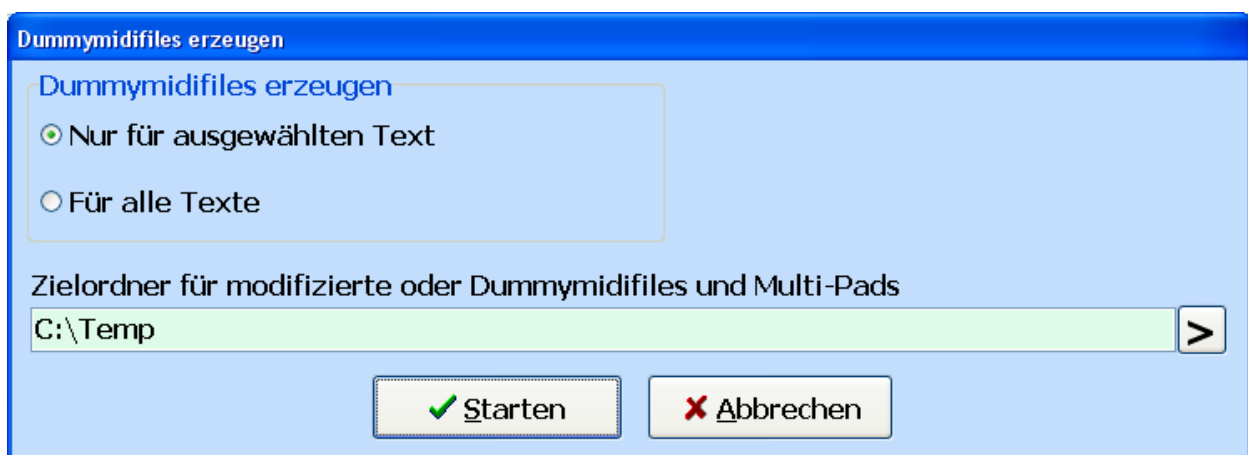 Dummymidifiles erzeugen
Dummymidifiles erzeugen
Nur für ausgewählten Text
Für alle Texte
Zielordner für modifizierte oder Dummymidifiles und Multi-Pads
C:\Temp >
Starten Abbrechen